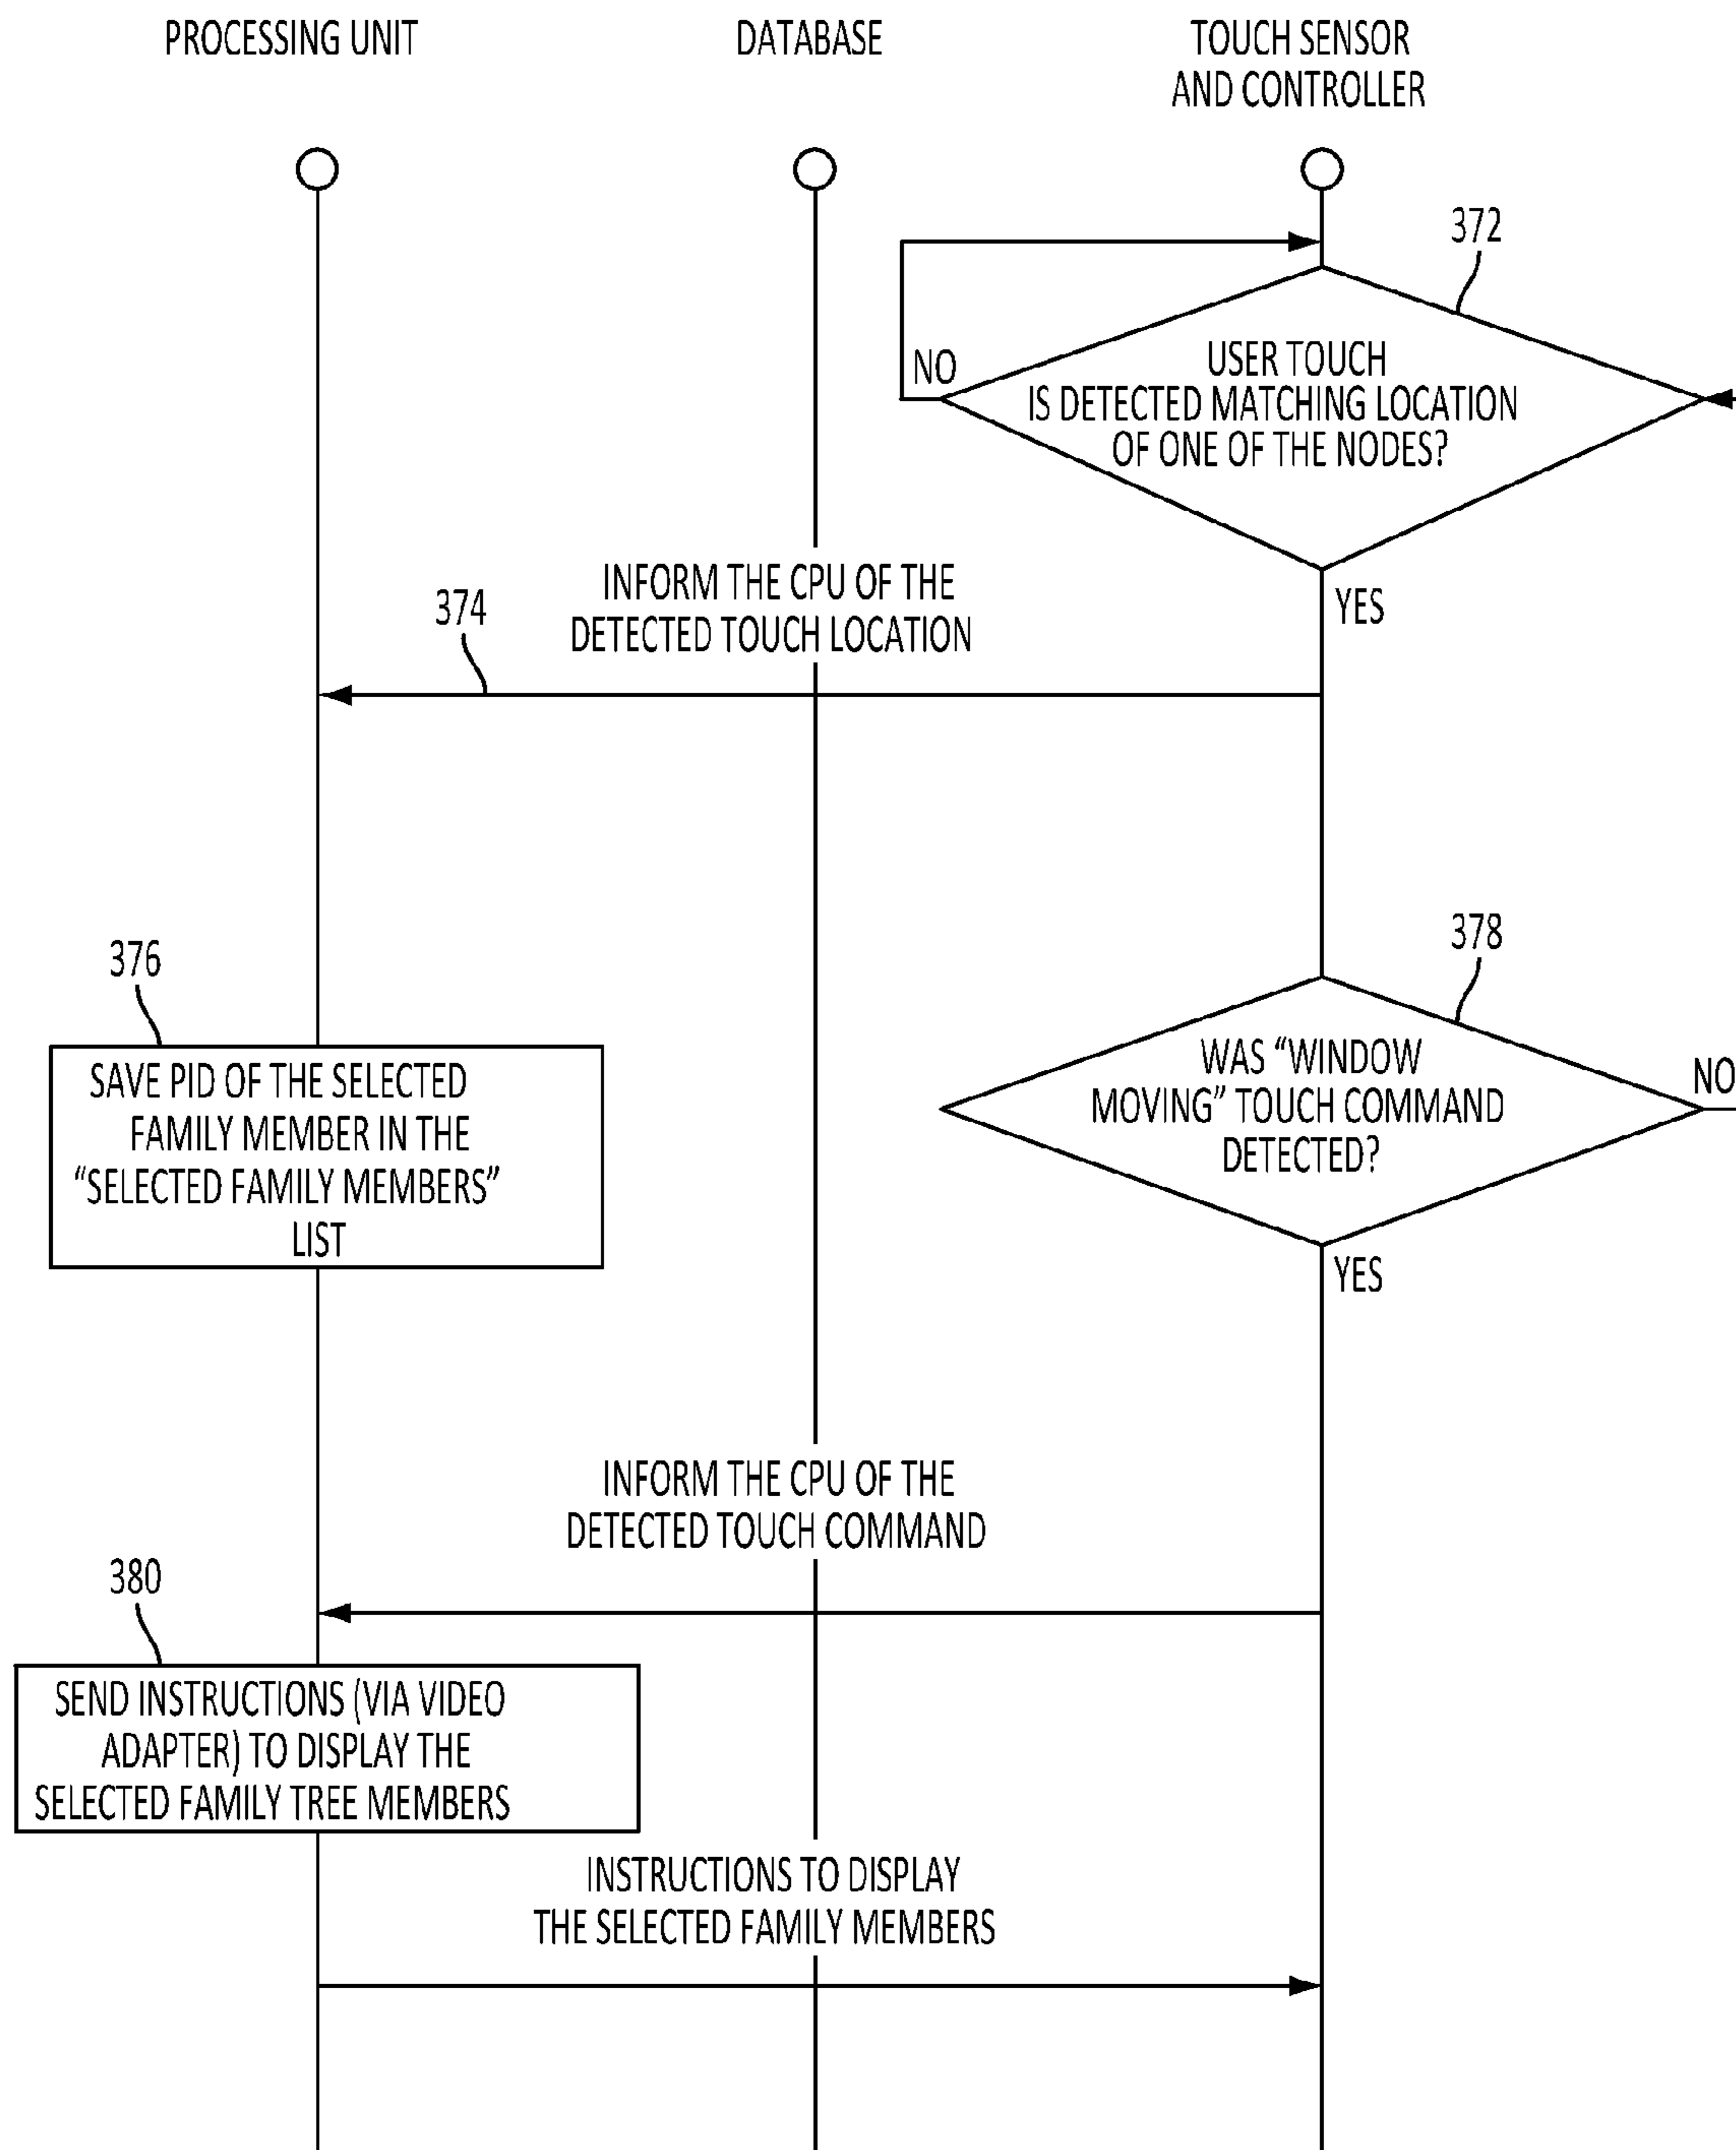 PROCESSING UNIT
DATABASE
TOUCH SENSOR
AND CONTROLLER
372
USER TOUCH
IS DETECTED MATCHING LOCATION
OF ONE OF THE NODES?
NO
YES
INFORM THE CPU OF THE
DETECTED TOUCH LOCATION
374
376
SAVE PID OF THE SELECTED
FAMILY MEMBER IN THE
“SELECTED FAMILY MEMBERS”
LIST
378
WAS “WINDOW
MOVING” TOUCH COMMAND
DETECTED?
NO
YES
INFORM THE CPU OF THE
DETECTED TOUCH COMMAND
380
SEND INSTRUCTIONS (VIA VIDEO
ADAPTER) TO DISPLAY THE
SELECTED FAMILY TREE MEMBERS
INSTRUCTIONS TO DISPLAY
THE SELECTED FAMILY MEMBERS